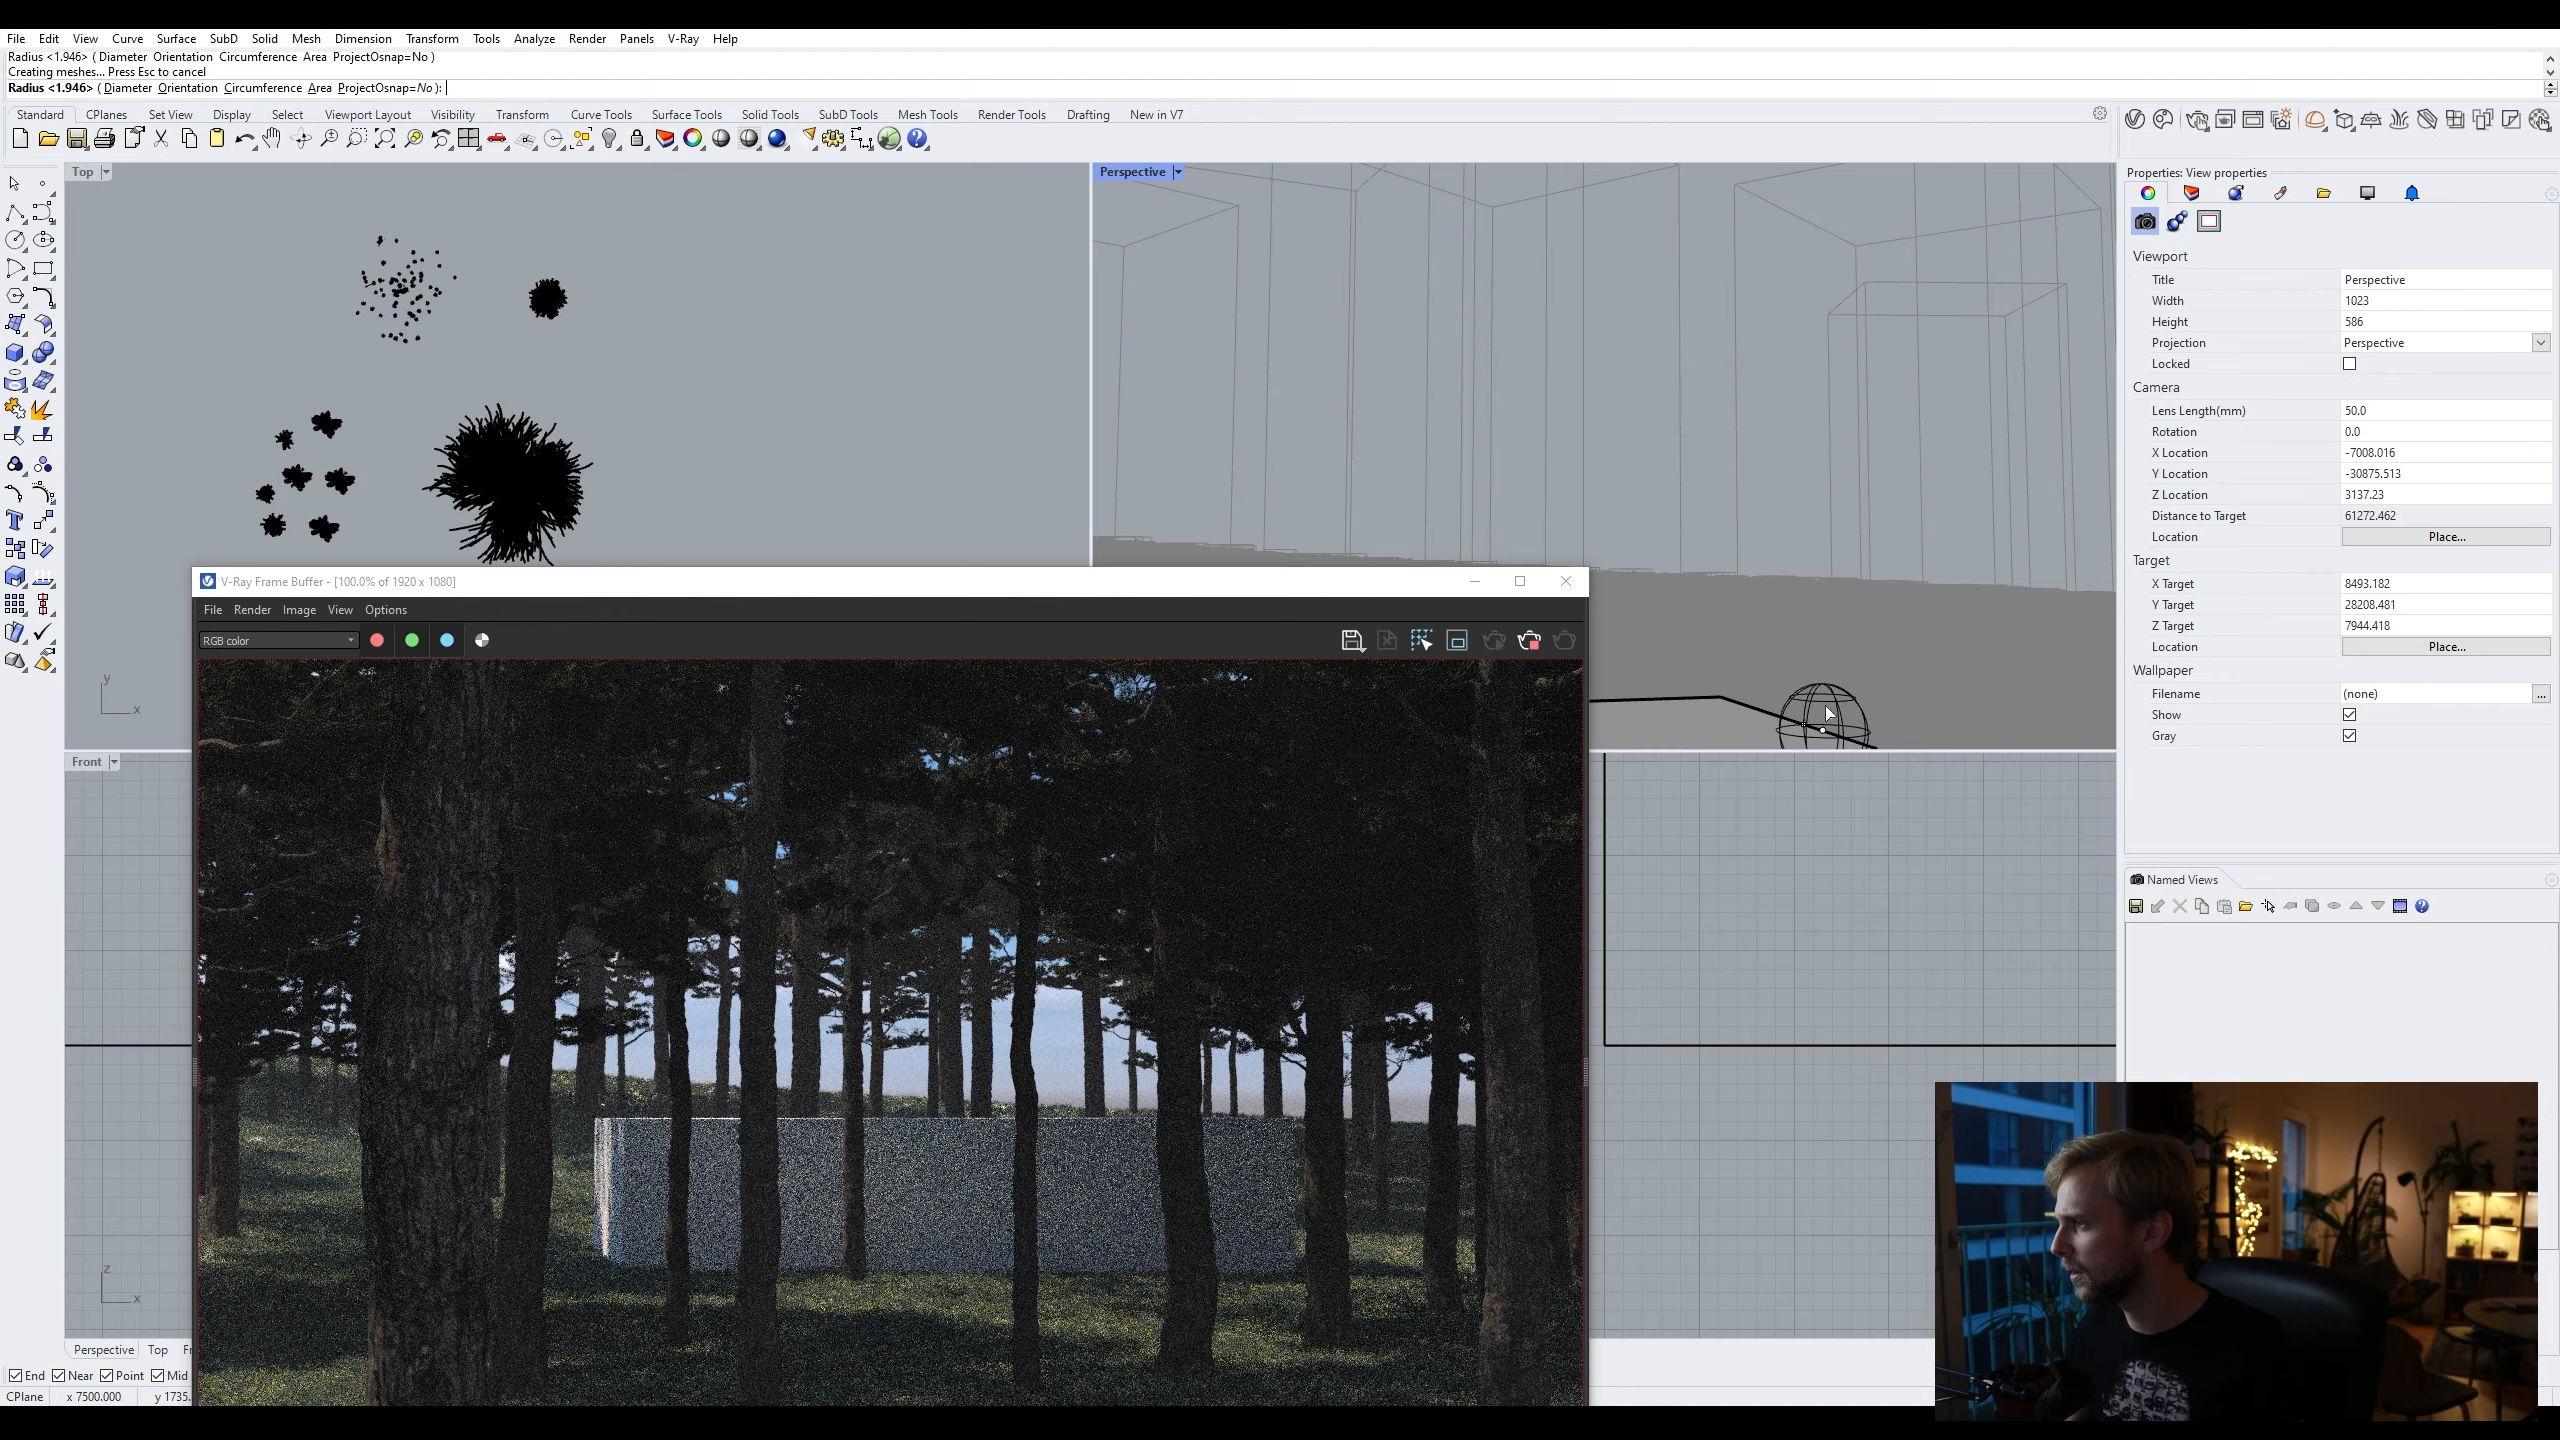 File Edit View Curve Surface SubD Solid Mesh Dimension Transform Tools Analyze Render Panels V-Ray Help
Radius <1.946> ( Diameter Orientation Circumference Area ProjectOsnap=No )
Creating meshes... Press Esc to cancel
Radius <1.946> ( Diameter Orientation Circumference Area ProjectOsnap=No ):
Standard CPlanes Set View Display Select Viewport Layout Visibility Transform Curve Tools Surface Tools Solid Tools SubD Tools Mesh Tools Render Tools Drafting New in V7
Top
Perspective
Properties: View properties
Viewport
Title Perspective
Width 1023
Height 586
Projection Perspective
Locked
Camera
Lens Length(mm) 50.0
Rotation 0.0
X Location -7008.016
Y Location -30875.513
Z Location 3137.23
Distance to Target 61272.462
Location Place...
Target
X Target 8493.182
Y Target 28208.481
Z Target 7944.418
Location Place...
Wallpaper
Filename (none) ...
Show
Gray
Named Views
V-Ray Frame Buffer - [100.0% of 1920 x 1080]
File Render Image View Options
RGB color
y
x
Front
z
x
Perspective Top Fr
End Near Point Mid
CPlane x 7500.000 y 1735.